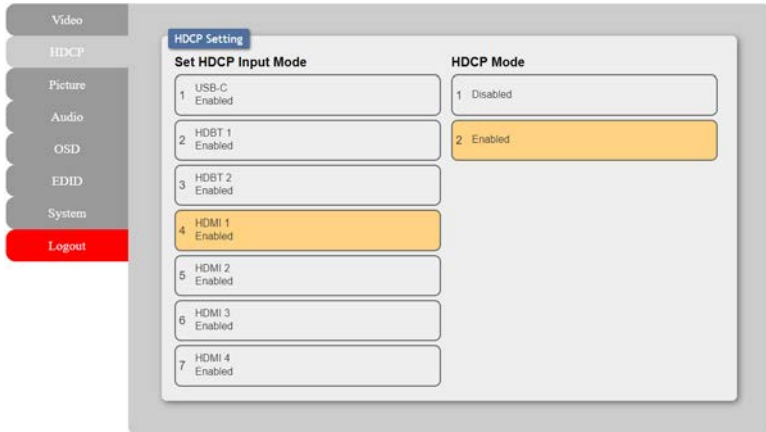 Video
HDCP
Picture
Audio
OSD
EDID
System
Logout
HDCP Setting
Set HDCP Input Mode
1 USB-C
Enabled
2 HDBT 1
Enabled
3 HDBT 2
Enabled
4 HDMI 1
Enabled
5 HDMI 2
Enabled
6 HDMI 3
Enabled
7 HDMI 4
Enabled
HDCP Mode
1 Disabled
2 Enabled